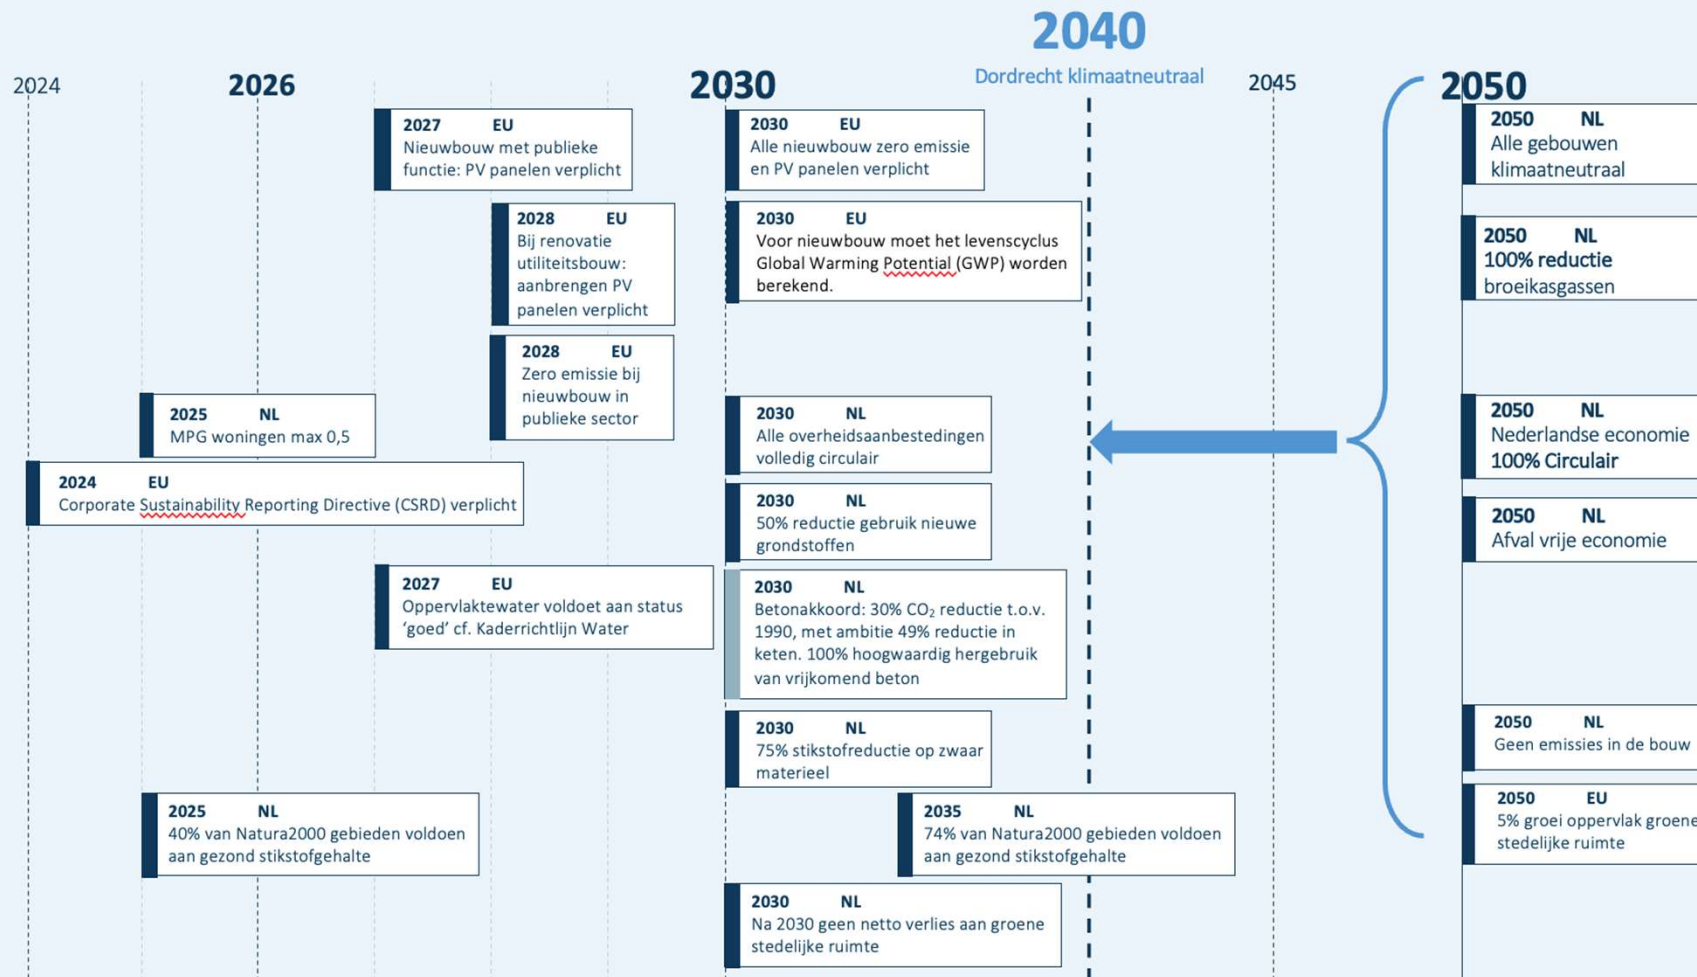 2040
Dordrecht klimaatneutraal
2024
2026
2030
2045
2050
2027 EU
Nieuwbouw met publieke
functie: PV panelen verplicht
2030 EU
Alle nieuwbouw zero emissie
en PV panelen verplicht
2050 NL
Alle gebouwen
klimaatneutraal
2028 EU
Bij renovatie
utiliteitsbouw:
aanbrengen PV
panelen verplicht
2030 EU
Voor nieuwbouw moet het levenscyclus
Global Warming Potential (GWP) worden
berekend.
2050 NL
100% reductie
broeikasgassen
2028 EU
Zero emissie bij
nieuwbouw in
publieke sector
2025 NL
MPG woningen max 0,5
2030 NL
Alle overheidsaanbestedingen
volledig circulair
2050 NL
Nederlandse economie
100% Circulair
2024 EU
Corporate Sustainability Reporting Directive (CSRD) verplicht
2030 NL
50% reductie gebruik nieuwe
grondstoffen
2050 NL
Afval vrije economie
2027 EU
Oppervlaktewater voldoet aan status
‘goed’ cf. Kaderrichtlijn Water
2030 NL
Betonakkoord: 30% CO₂ reductie t.o.v.
1990, met ambitie 49% reductie in
keten. 100% hoogwaardig hergebruik
van vrijkomend beton
2030 NL
75% stikstofreductie op zwaar
materieel
2050 NL
Geen emissies in de bouw
2025 NL
40% van Natura2000 gebieden voldoen
aan gezond stikstofgehalte
2035 NL
74% van Natura2000 gebieden voldoen
aan gezond stikstofgehalte
2050 EU
5% groei oppervlak groene
stedelijke ruimte
2030 NL
Na 2030 geen netto verlies aan groene
stedelijke ruimte